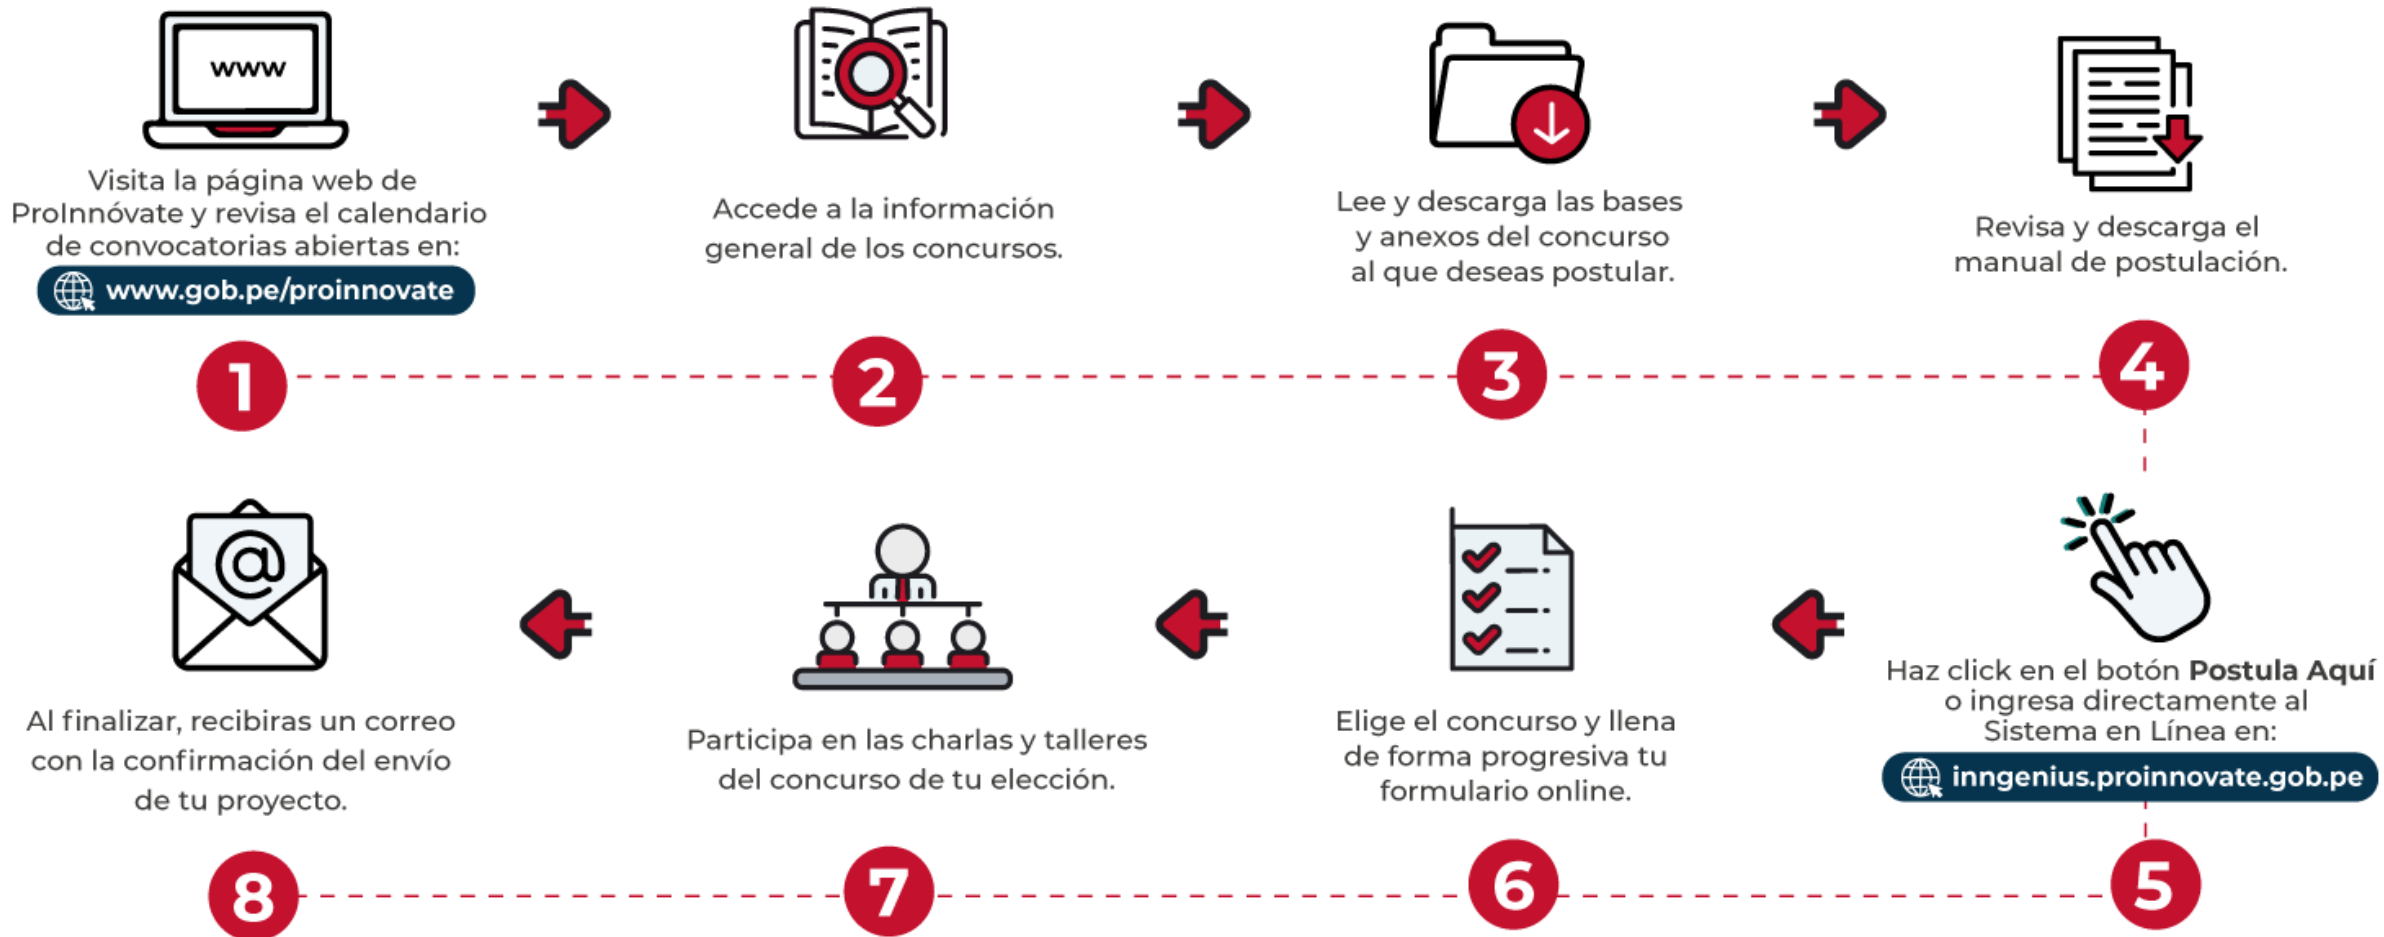 www
Visita la página web de
ProInnóvate y revisa el calendario
de convocatorias abiertas en:
www.gob.pe/proinnovate
1
Accede a la información
general de los concursos.
2
Lee y descarga las bases
y anexos del concurso
al que deseas postular.
3
Revisa y descarga el
manual de postulación.
4
Haz click en el botón Postula Aquí
o ingresa directamente al
Sistema en Línea en:
inngenius.proinnovate.gob.pe
5
Elige el concurso y llena
de forma progresiva tu
formulario online.
6
Participa en las charlas y talleres
del concurso de tu elección.
7
@
Al finalizar, recibiras un correo
con la confirmación del envío
de tu proyecto.
8